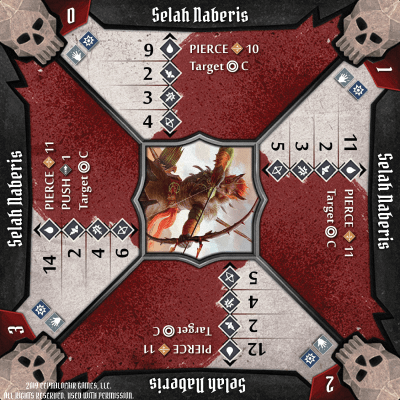 0
Selah Naberis
9
PIERCE 10
2
Target C
3
4
1
Selah Naberis
11
PIERCE 11
2
Target C
3
5
2
Selah Naberis
12
PIERCE 11
2
Target C
4
5
3
Selah Naberis
14
PIERCE 11
2
PUSH 1
4
Target C
6
2019 CEPHALOFAIR GAMES, LLC.
ALL RIGHTS RESERVED. USED WITH PERMISSION.